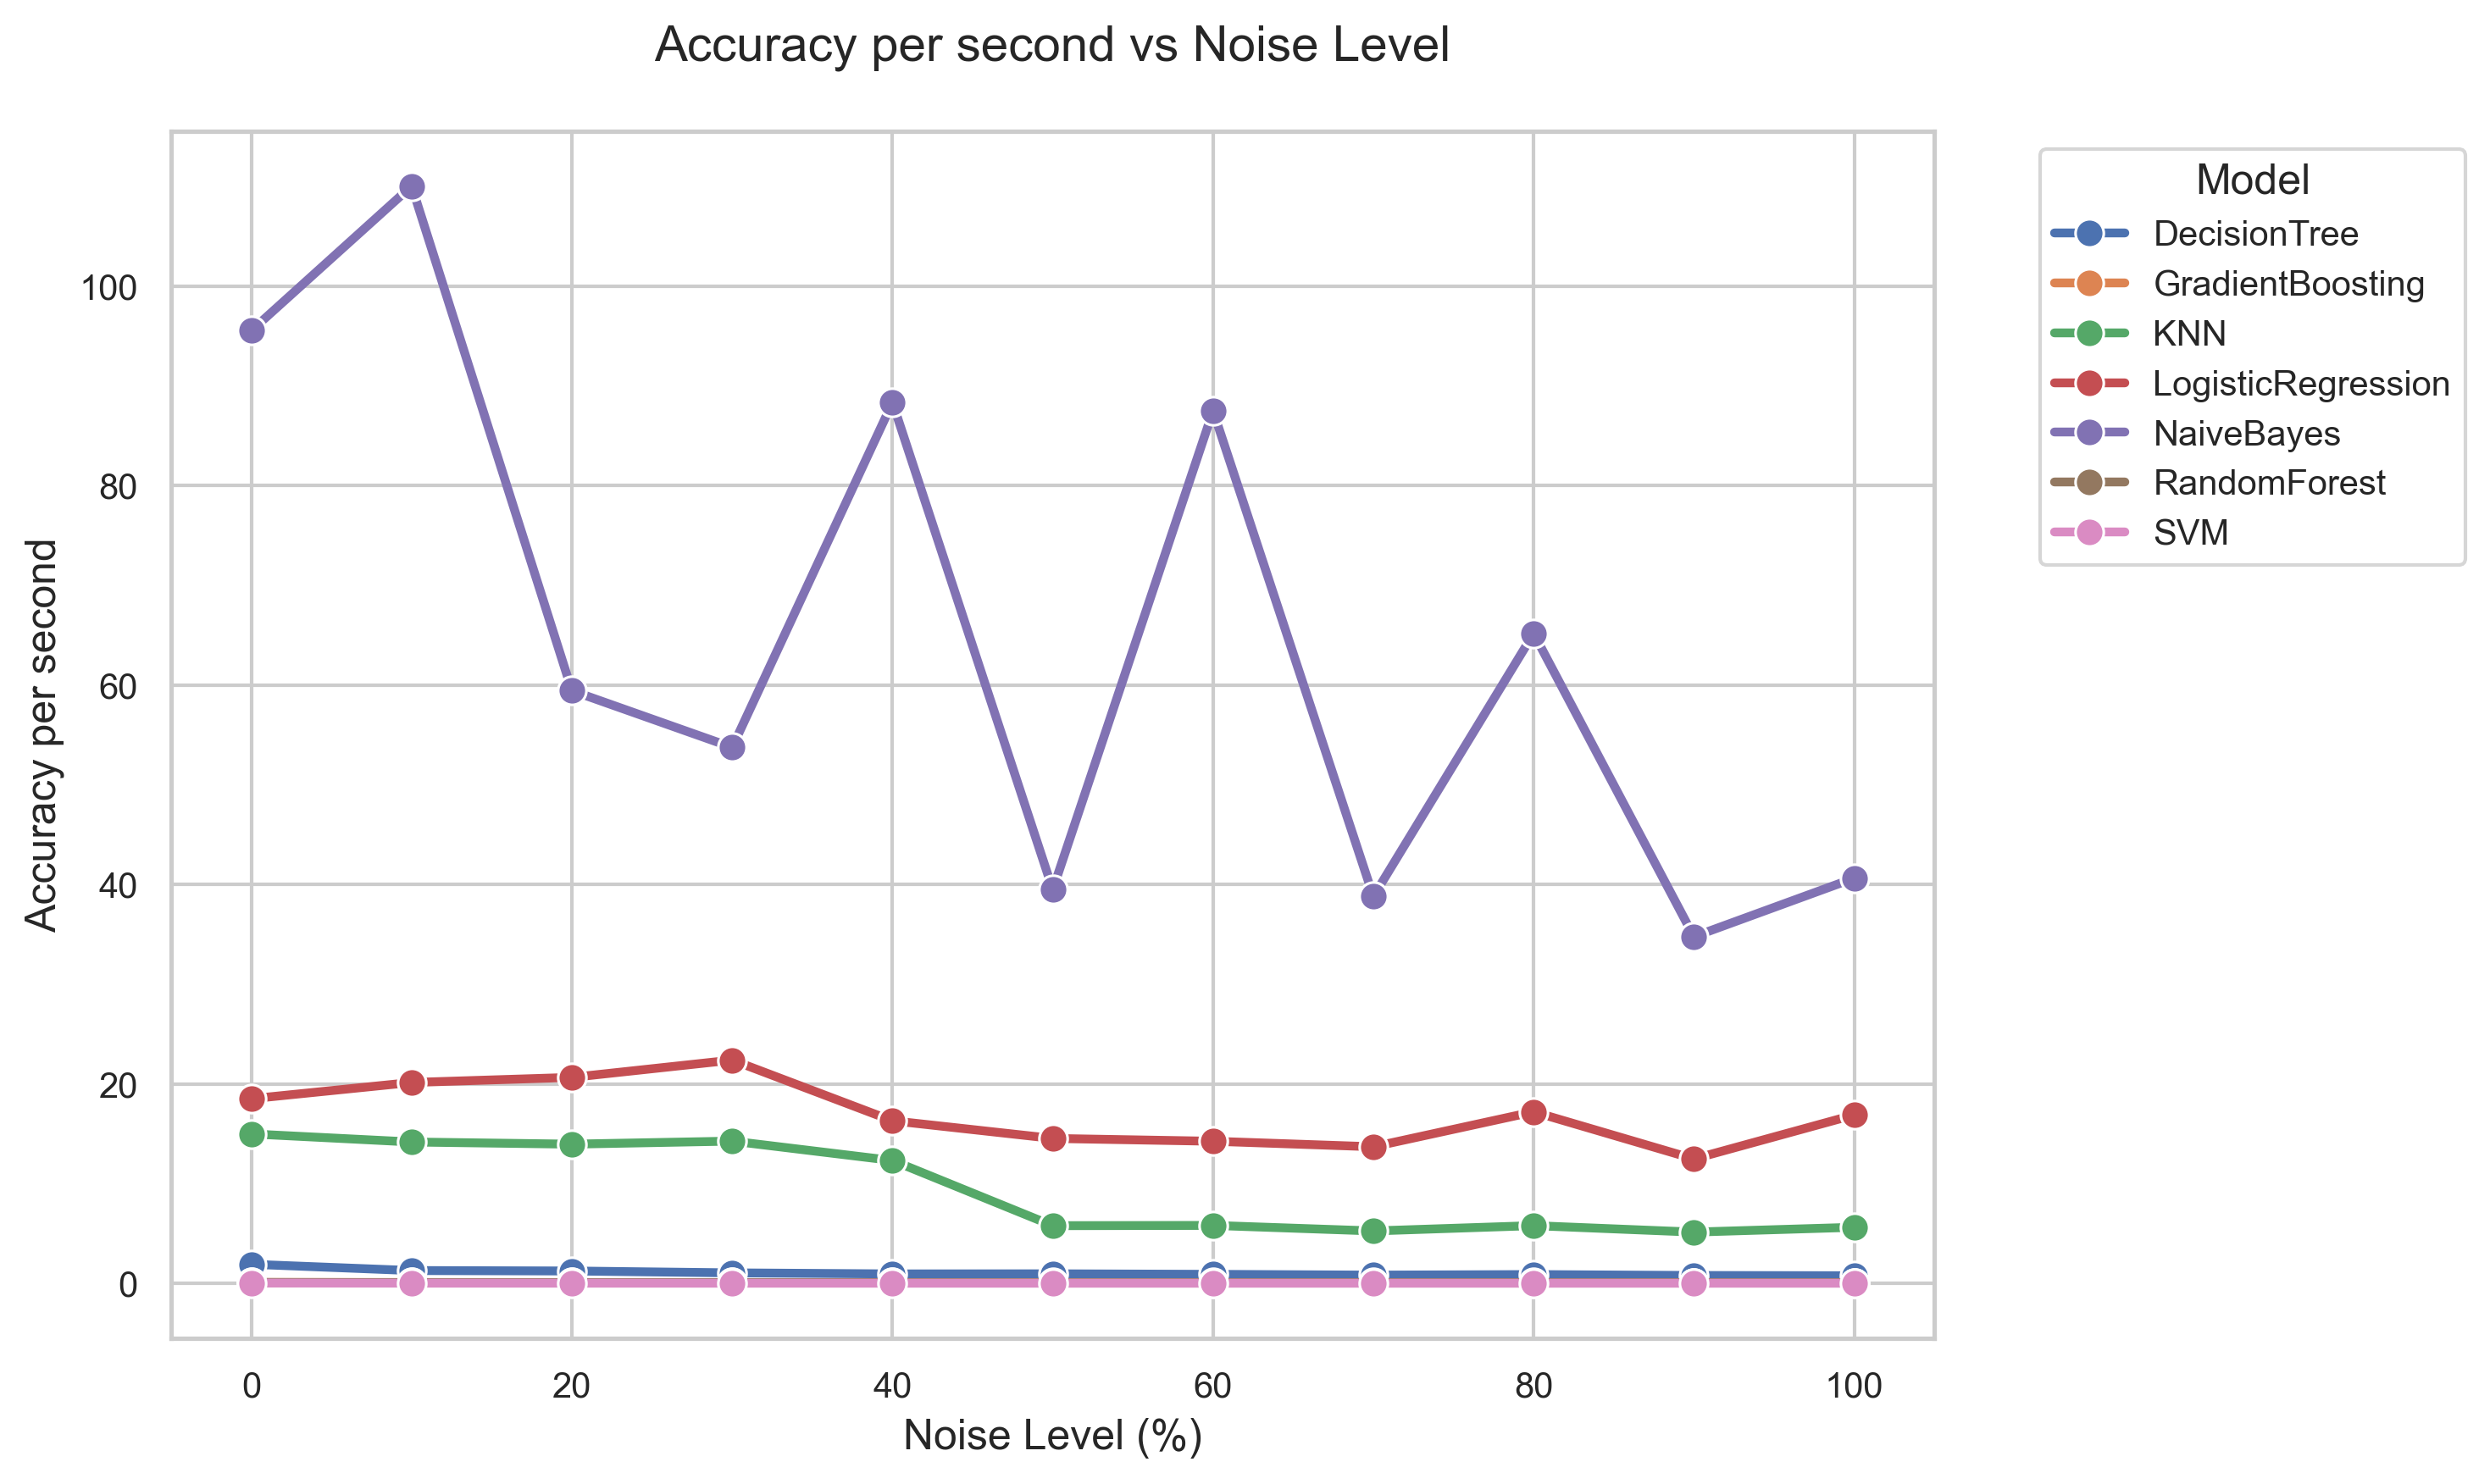 Accuracy per second vs Noise Level
Accuracy per second
100
80
60
40
20
0
0 20 40 60 80 100
Noise Level (%)
Model
DecisionTree
GradientBoosting
KNN
LogisticRegression
NaiveBayes
RandomForest
SVM